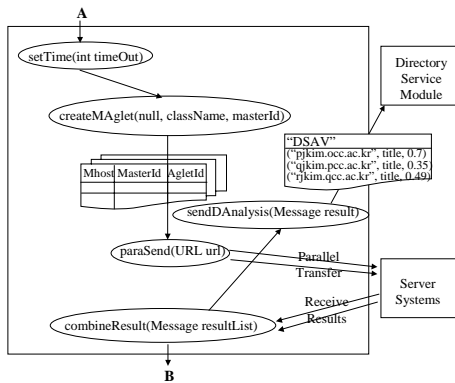 A
setTime(int timeOut)
Directory
Service
Module
createMAglet(null, className, masterId)
"DSAV"
("pjkim.occ.ac.kr", title, 0.7)
("qjkim.pcc.ac.kr", title, 0.35)
("rjkim.qcc.ac.kr", title, 0.49)
Mhost MasterId AgletId
sendDAnalysis(Message result)
paraSend(URL url)
Parallel
Transfer
Server
Systems
Receive
Results
combineResult(Message resultList)
B